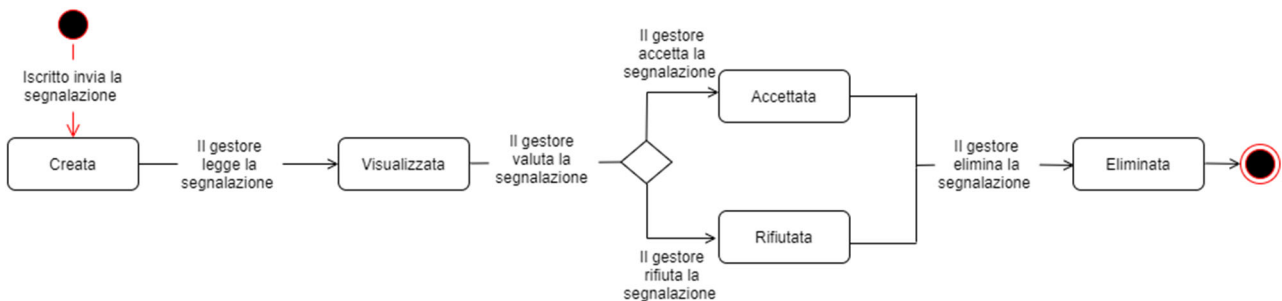 Iscritto invia la
segnalazione
Creata
Il gestore
legge la
segnalazione
Visualizzata
Il gestore
valuta la
segnalazione
Il gestore
accetta la
segnalazione
Accettata
Il gestore
rifiuta la
segnalazione
Rifiutata
Il gestore
elimina la
segnalazione
Eliminata